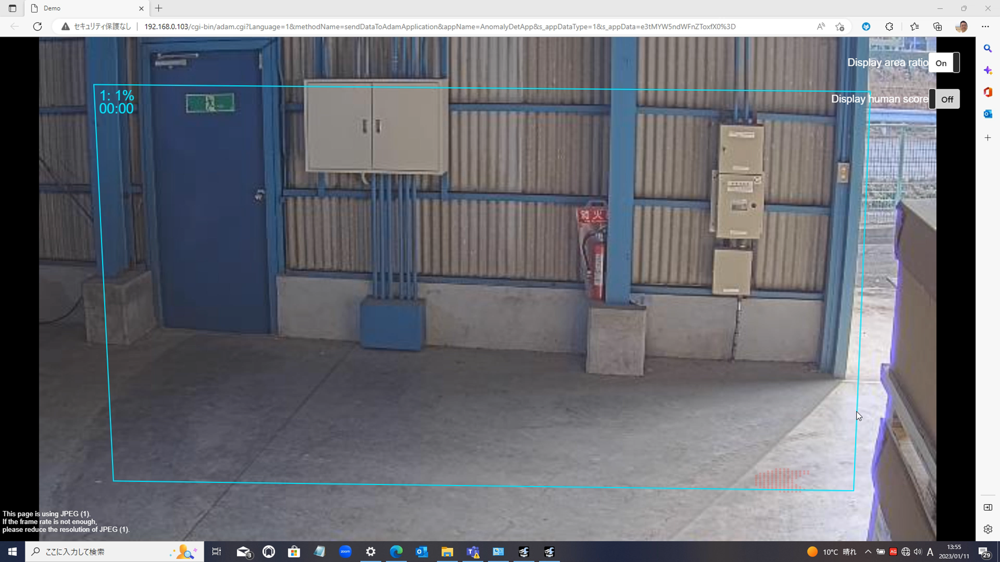 Demo
セキュリティ保護なし
192.168.0.103/cgi-bin/adam.cgi?Language=1&methodName=sendDataToAdamApplication&appName=AnomalyDetApp&s_appDataType=1&s_appData=e3tMYW5ndWFnZToxfX0%3D
Display area ratio On
1: 1%
00:00
Display human score Off
火
This page is using JPEG (1).
If the frame rate is not enough,
please reduce the resolution of JPEG (1).
ここに入力して検索
3
zoom
10°C 晴れ
AG
A
13:55
2023/01/11
29